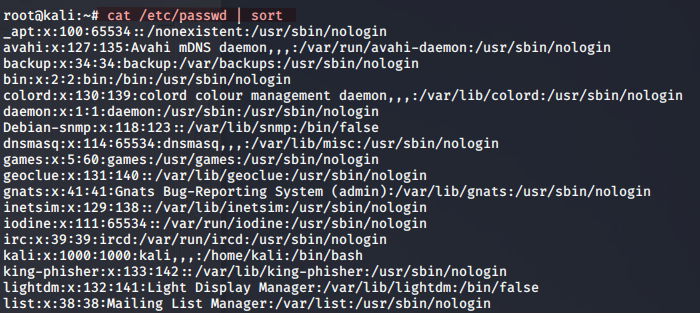 root@kali:~# cat /etc/passwd | sort
_apt:x:100:65534::/nonexistent:/usr/sbin/nologin
avahi:x:127:135:Avahi mDNS daemon,,,:/var/run/avahi-daemon:/usr/sbin/nologin
backup:x:34:34:backup:/var/backups:/usr/sbin/nologin
bin:x:2:2:bin:/bin:/usr/sbin/nologin
colord:x:130:139:colord colour management daemon,,,:/var/lib/colord:/usr/sbin/nologin
daemon:x:1:1:daemon:/usr/sbin:/usr/sbin/nologin
Debian-snmp:x:118:123::/var/lib/snmp:/bin/false
dnsmasq:x:114:65534:dnsmasq,,,:/var/lib/misc:/usr/sbin/nologin
games:x:5:60:games:/usr/games:/usr/sbin/nologin
geoclue:x:131:140::/var/lib/geoclue:/usr/sbin/nologin
gnats:x:41:41:Gnats Bug-Reporting System (admin):/var/lib/gnats:/usr/sbin/nologin
inetsim:x:129:138::/var/lib/inetsim:/usr/sbin/nologin
iodine:x:111:65534::/var/run/iodine:/usr/sbin/nologin
irc:x:39:39:ircd:/var/run/ircd:/usr/sbin/nologin
kali:x:1000:1000:kali,,,:/home/kali:/bin/bash
king-phisher:x:133:142::/var/lib/king-phisher:/usr/sbin/nologin
lightdm:x:132:141:Light Display Manager:/var/lib/lightdm:/bin/false
list:x:38:38:Mailing List Manager:/var/list:/usr/sbin/nologin